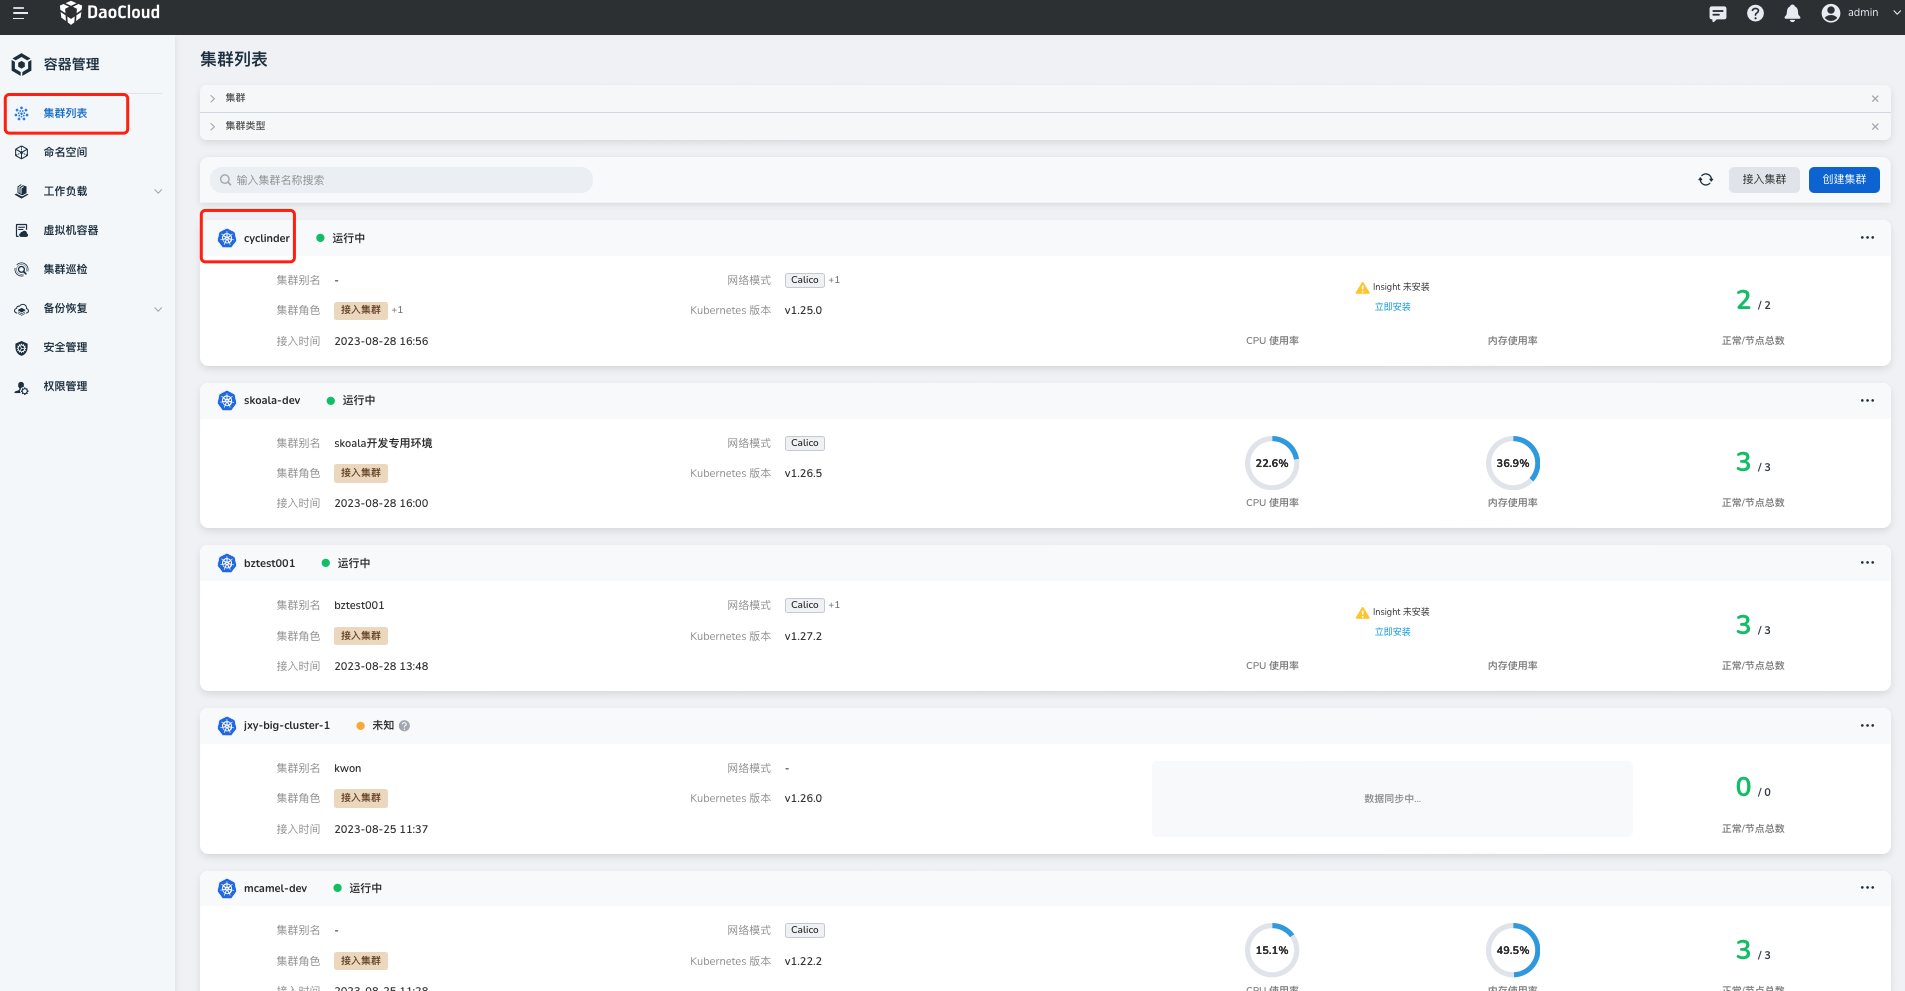 DaoCloud
admin
容器管理
集群列表
命名空间
工作负载
虚拟机容器
集群巡检
备份恢复
安全管理
权限管理
集群列表
集群
集群类型
输入集群名称搜索
接入集群
创建集群
cyclinder 运行中
集群别名 - 网络模式 Calico +1
Insight 未安装
立即安装
2 / 2
集群角色 接入集群 +1 Kubernetes 版本 v1.25.0
接入时间 2023-08-28 16:56 CPU 使用率 内存使用率 正常/节点总数
skoala-dev 运行中
集群别名 skoala开发专用环境 网络模式 Calico
22.6% 36.9% 3 / 3
集群角色 接入集群 Kubernetes 版本 v1.26.5
接入时间 2023-08-28 16:00 CPU 使用率 内存使用率 正常/节点总数
bztest001 运行中
集群别名 bztest001 网络模式 Calico +1
Insight 未安装
立即安装
3 / 3
集群角色 接入集群 Kubernetes 版本 v1.27.2
接入时间 2023-08-28 13:48 CPU 使用率 内存使用率 正常/节点总数
jxy-big-cluster-1 未知
集群别名 kwon 网络模式 -
数据同步中...
0 / 0
集群角色 接入集群 Kubernetes 版本 v1.26.0
接入时间 2023-08-25 11:37 正常/节点总数
mcamel-dev 运行中
集群别名 - 网络模式 Calico
15.1% 49.5% 3 / 3
集群角色 接入集群 Kubernetes 版本 v1.22.2
接入时间 2023-08-25 11:28 CPU 使用率 内存使用率 正常/节点总数